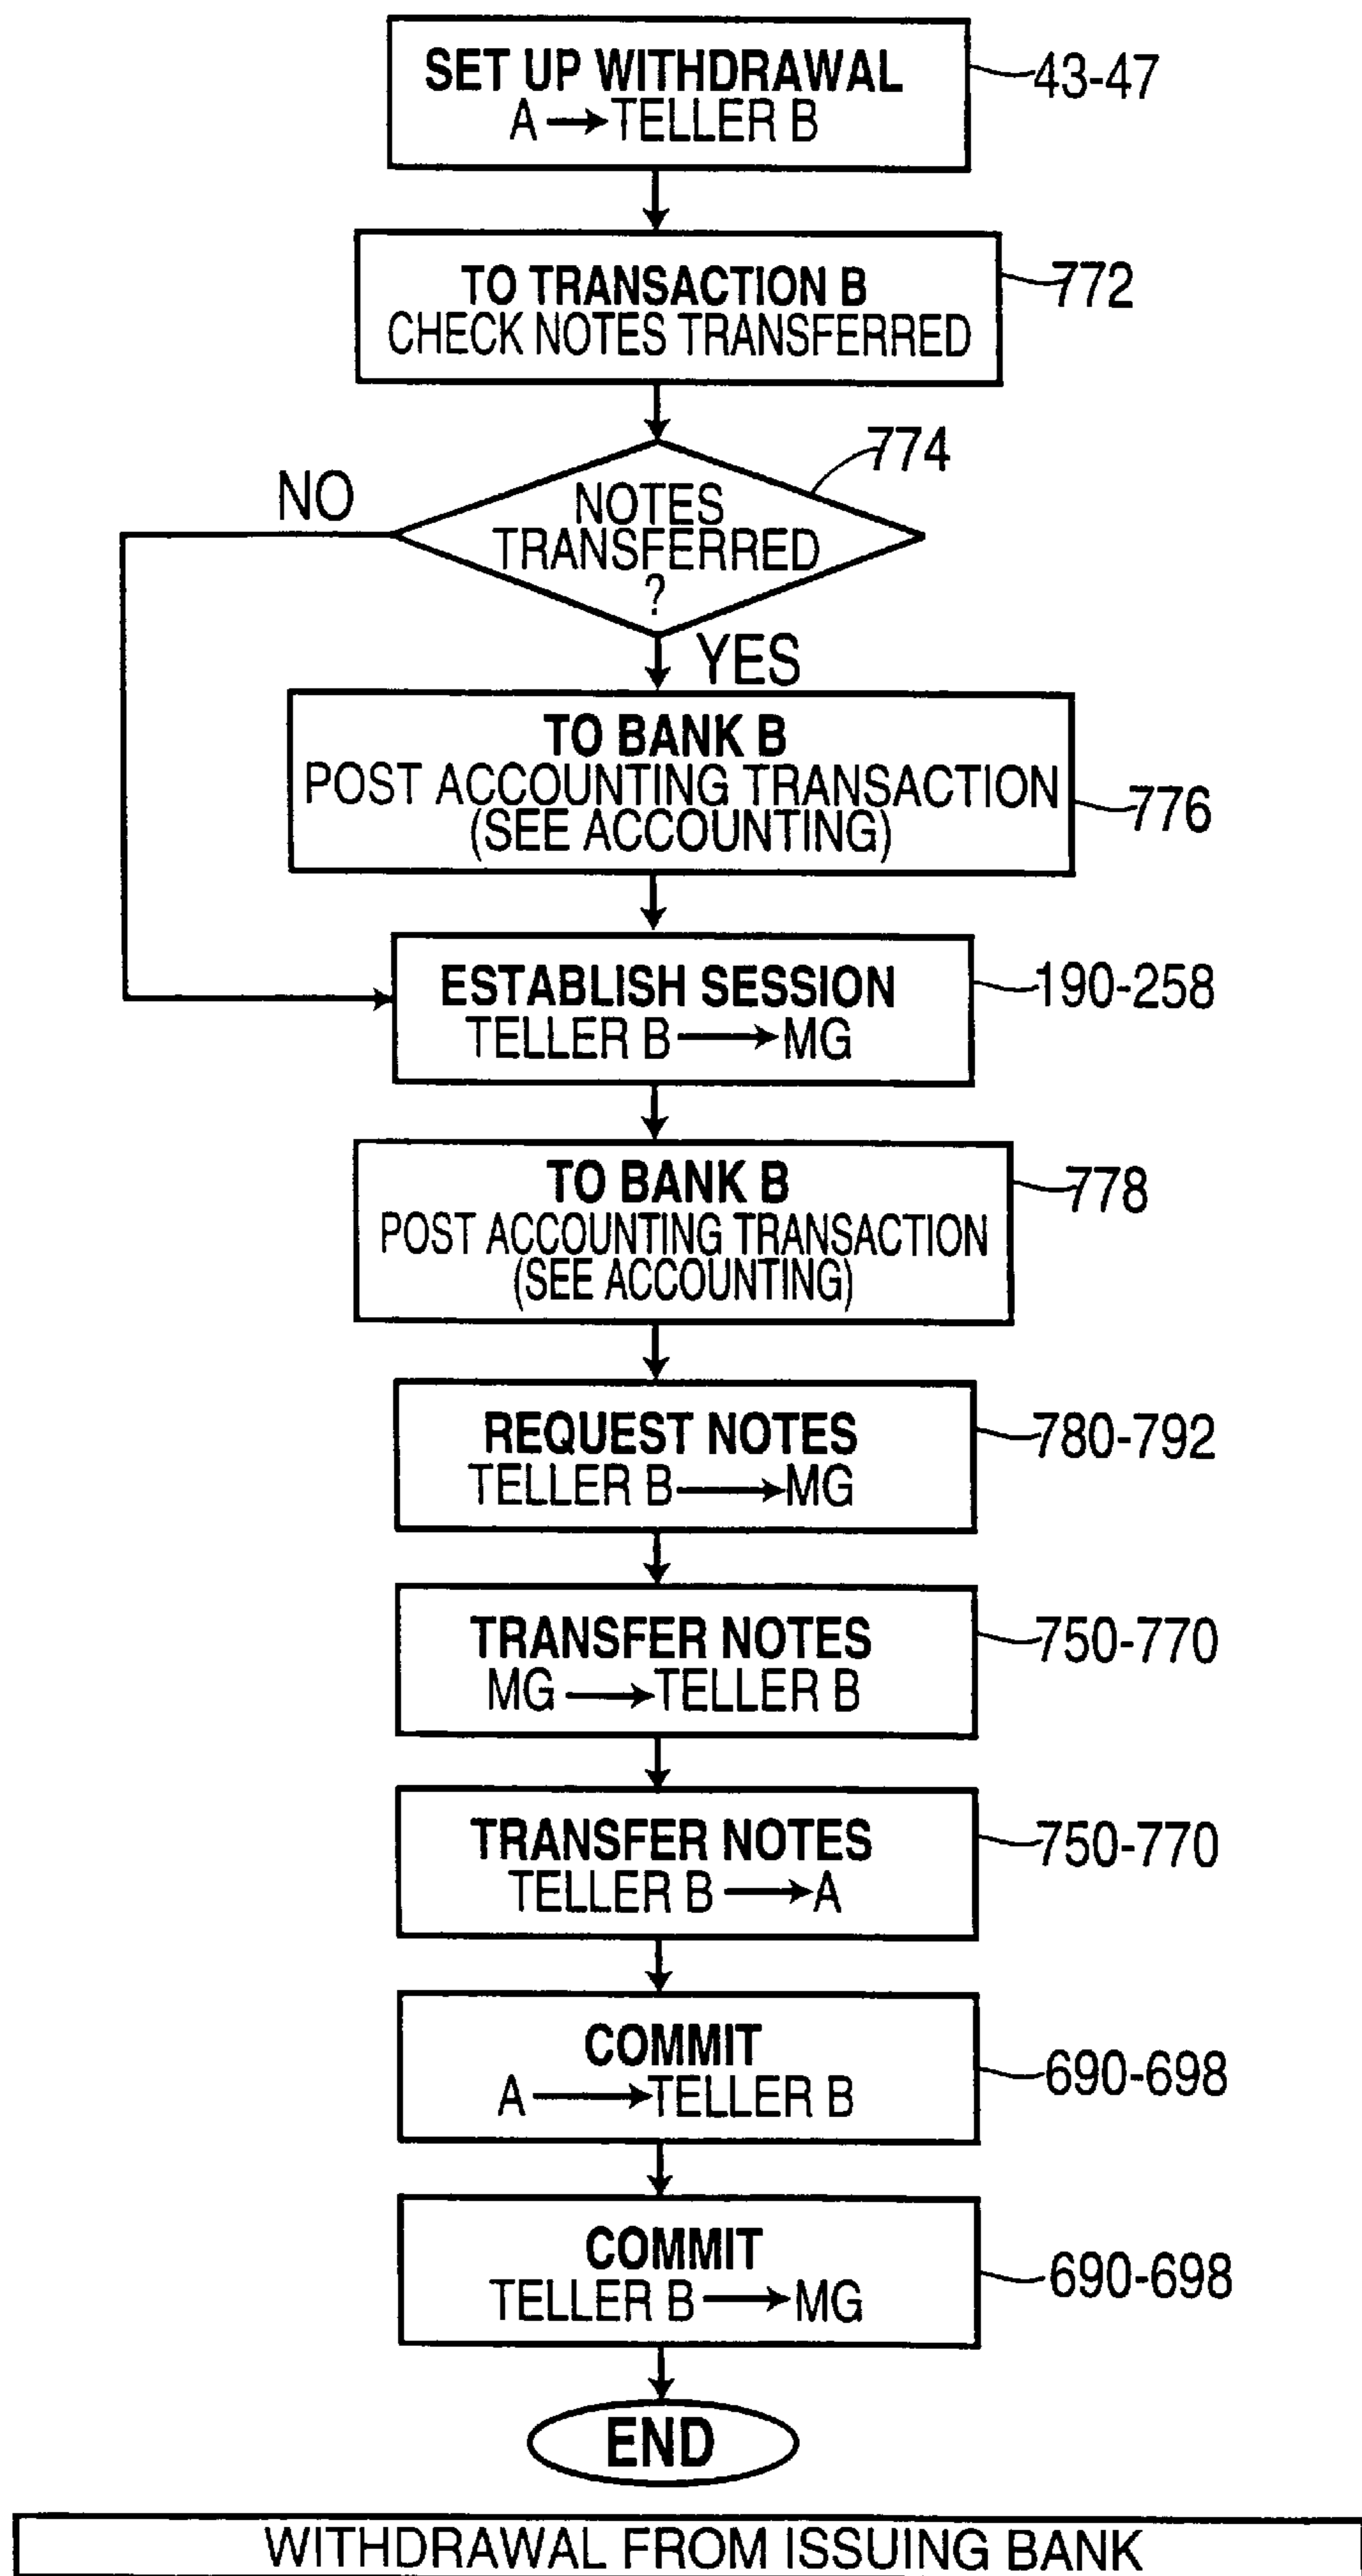 SET UP WITHDRAWAL
A → TELLER B
43-47
TO TRANSACTION B
CHECK NOTES TRANSFERRED
772
774
NO
NOTES
TRANSFERRED
?
YES
TO BANK B
POST ACCOUNTING TRANSACTION
(SEE ACCOUNTING)
776
ESTABLISH SESSION
TELLER B → MG
190-258
TO BANK B
POST ACCOUNTING TRANSACTION
(SEE ACCOUNTING)
778
REQUEST NOTES
TELLER B → MG
780-792
TRANSFER NOTES
MG → TELLER B
750-770
TRANSFER NOTES
TELLER B → A
750-770
COMMIT
A → TELLER B
690-698
COMMIT
TELLER B → MG
690-698
END
WITHDRAWAL FROM ISSUING BANK